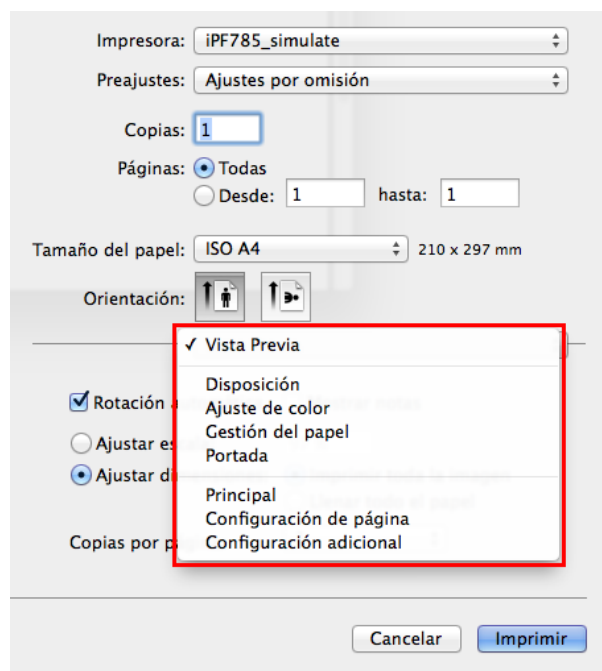 Impresora: iPF785_simulate
Preajustes: Ajustes por omisión
Copias: 1
Páginas: Todas
Desde: 1 hasta: 1
Tamaño del papel: ISO A4 210 x 297 mm
Orientación:
✓ Vista Previa
Disposición
Rotación
Ajuste de color
Gestión del papel
Ajustar
Portada
Ajustar
Principal
Configuración de página
Copias por Configuración adicional
Cancelar Imprimir